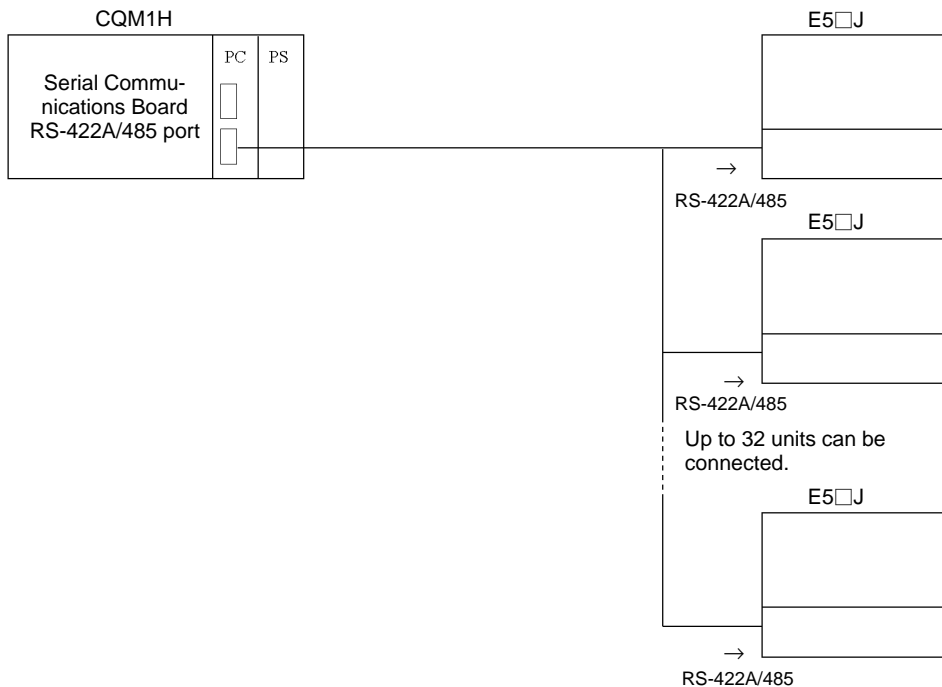 CQM1H
E5□J
PC
PS
Serial Commu-
nications Board
RS-422A/485 port
→
RS-422A/485
E5□J
→
RS-422A/485
Up to 32 units can be
connected.
E5□J
→
RS-422A/485